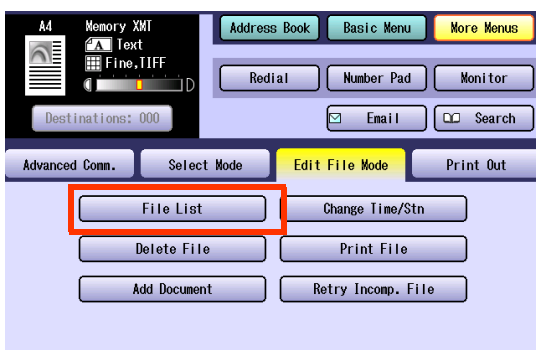 A4 Memory XMT
A Text
Fine,TIFF
D
Destinations: 000
Address Book Basic Menu More Menus
Redial Number Pad Monitor
Email Search
Advanced Comm. Select Mode Edit File Mode Print Out
File List Change Time/Stn
Delete File Print File
Add Document Retry Incomp. File